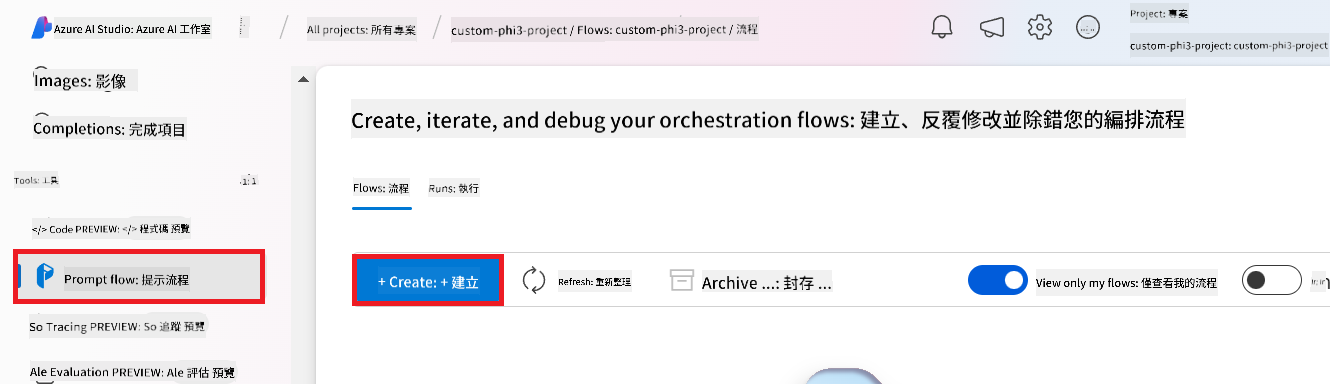 Azure AI Studio: Azure AI 工作室
/ All projects: 所有專案 / custom-phi3-project / Flows: custom-phi3-project / 流程
Project: 專案
custom-phi3-project: custom-phi3-project
Images: 影像
Completions: 完成項目
Tools: 工具
</> Code PREVIEW: </> 程式碼 預覽
Prompt flow: 提示流程
So Tracing PREVIEW: So 追蹤 預覽
Ale Evaluation PREVIEW: Ale 評估 預覽
Create, iterate, and debug your orchestration flows: 建立、反覆修改並除錯您的編排流程
Flows: 流程
Runs: 執行
+ Create: + 建立
Refresh: 重新整理
Archive ...: 封存 ...
View only my flows: 僅查看我的流程